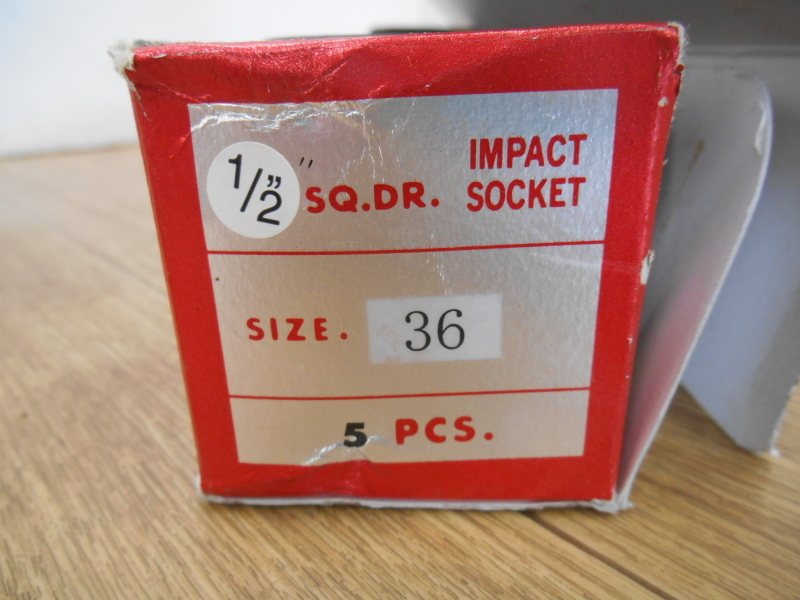 1/2" " SQ.DR. IMPACT
SOCKET
SIZE. 36
5 PCS.